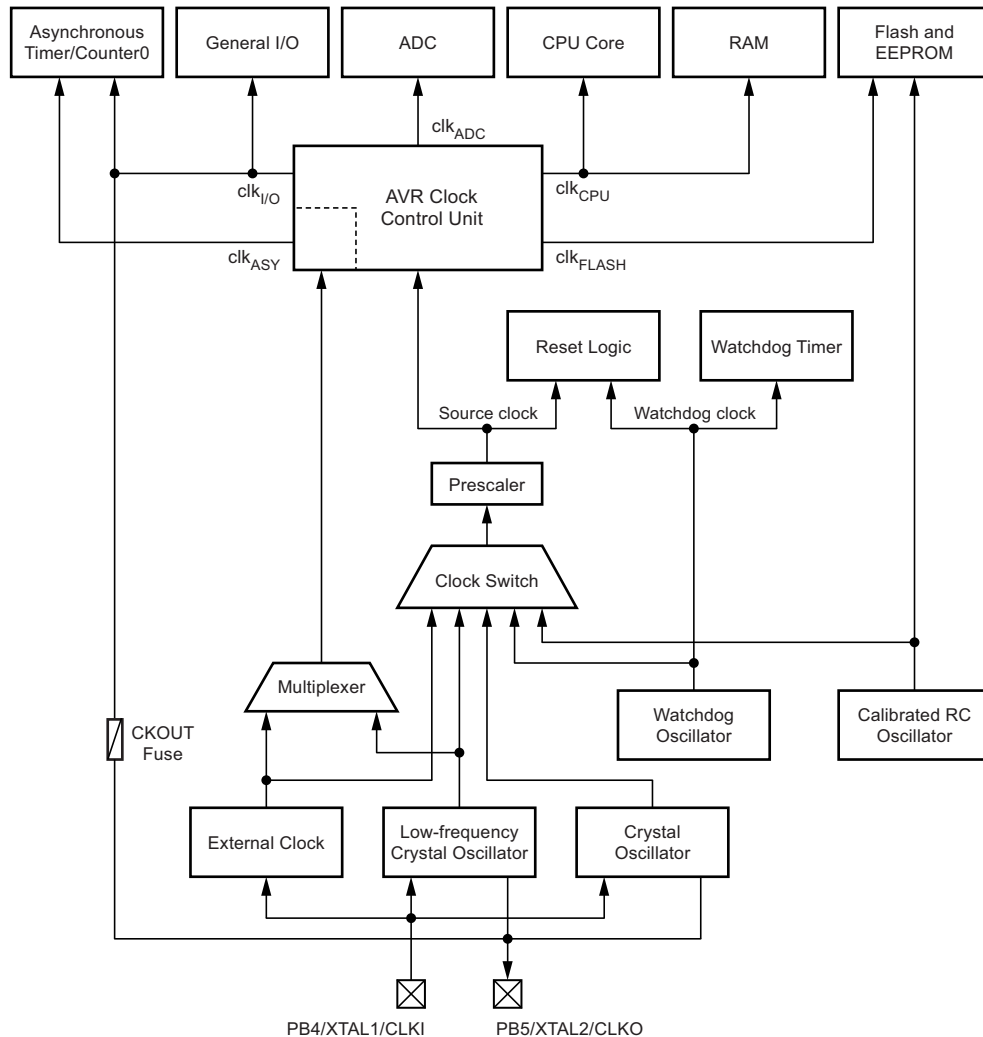 Asynchronous
Timer/Counter0
General I/O
ADC
CPU Core
RAM
Flash and
EEPROM
clkADC
clkI/O
AVR Clock
Control Unit
clkCPU
clkASY
clkFLASH
Reset Logic
Watchdog Timer
Source clock
Watchdog clock
Prescaler
Clock Switch
Multiplexer
CKOUT
Fuse
Watchdog
Oscillator
Calibrated RC
Oscillator
External Clock
Low-frequency
Crystal Oscillator
Crystal
Oscillator
PB4/XTAL1/CLKI
PB5/XTAL2/CLKO